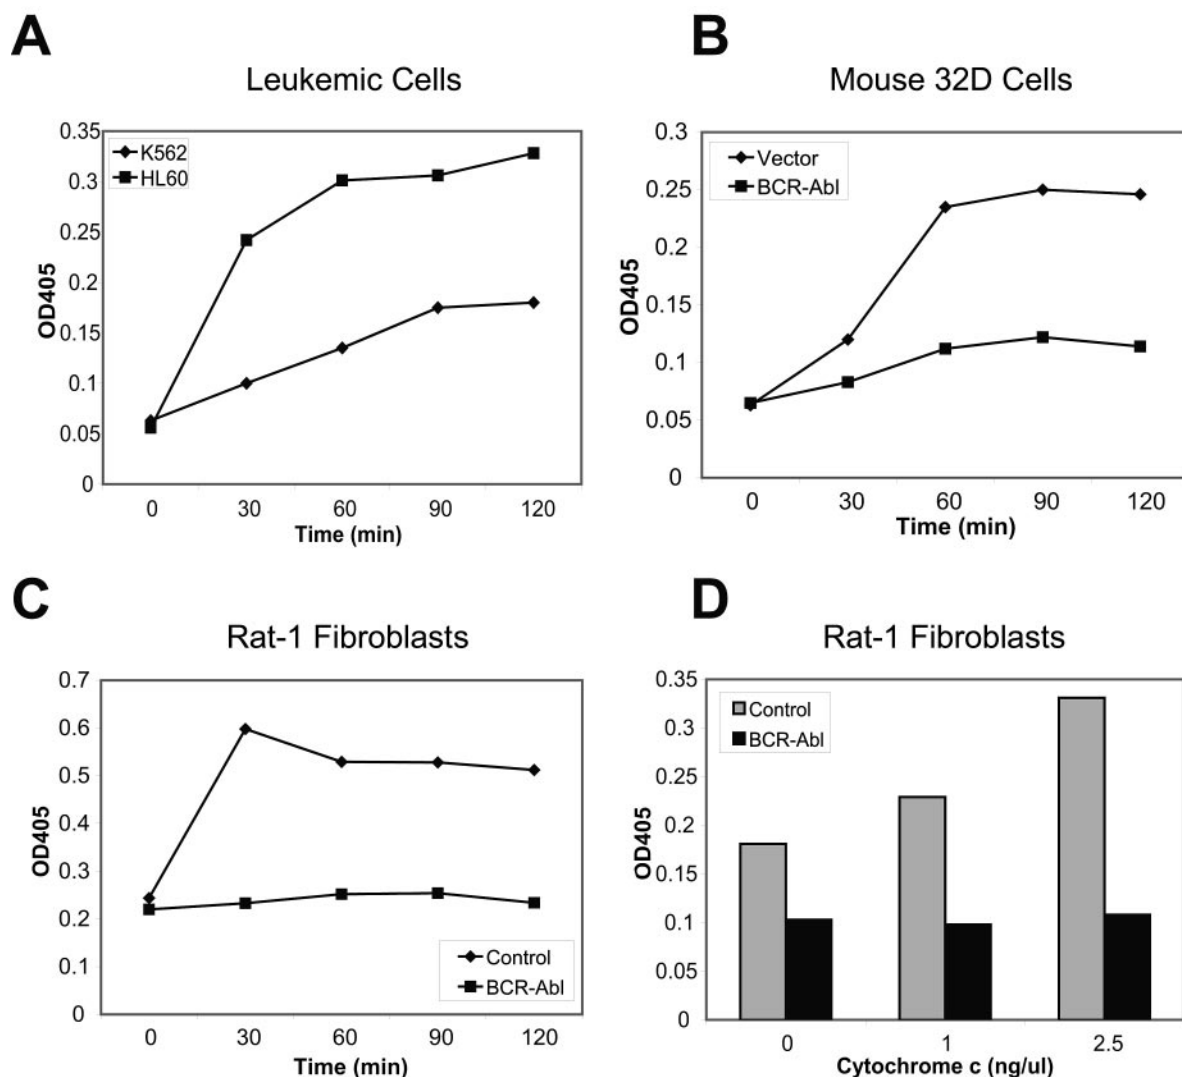 A
Leukemic Cells
K562
HL60
0.35
0.3
0.25
0.2
0.15
0.1
0.05
0
OD405
0 30 60 90 120
Time (min)
B
Mouse 32D Cells
Vector
BCR-Abl
0.3
0.25
0.2
0.15
0.1
0.05
0
OD405
0 30 60 90 120
Time (min)
C
Rat-1 Fibroblasts
0.7
0.6
0.5
0.4
0.3
0.2
0.1
0
OD405
Control
BCR-Abl
0 30 60 90 120
Time (min)
D
Rat-1 Fibroblasts
Control
BCR-Abl
0.35
0.3
0.25
0.2
0.15
0.1
0.05
0
OD405
0 1 2.5
Cytochrome c (ng/ul)